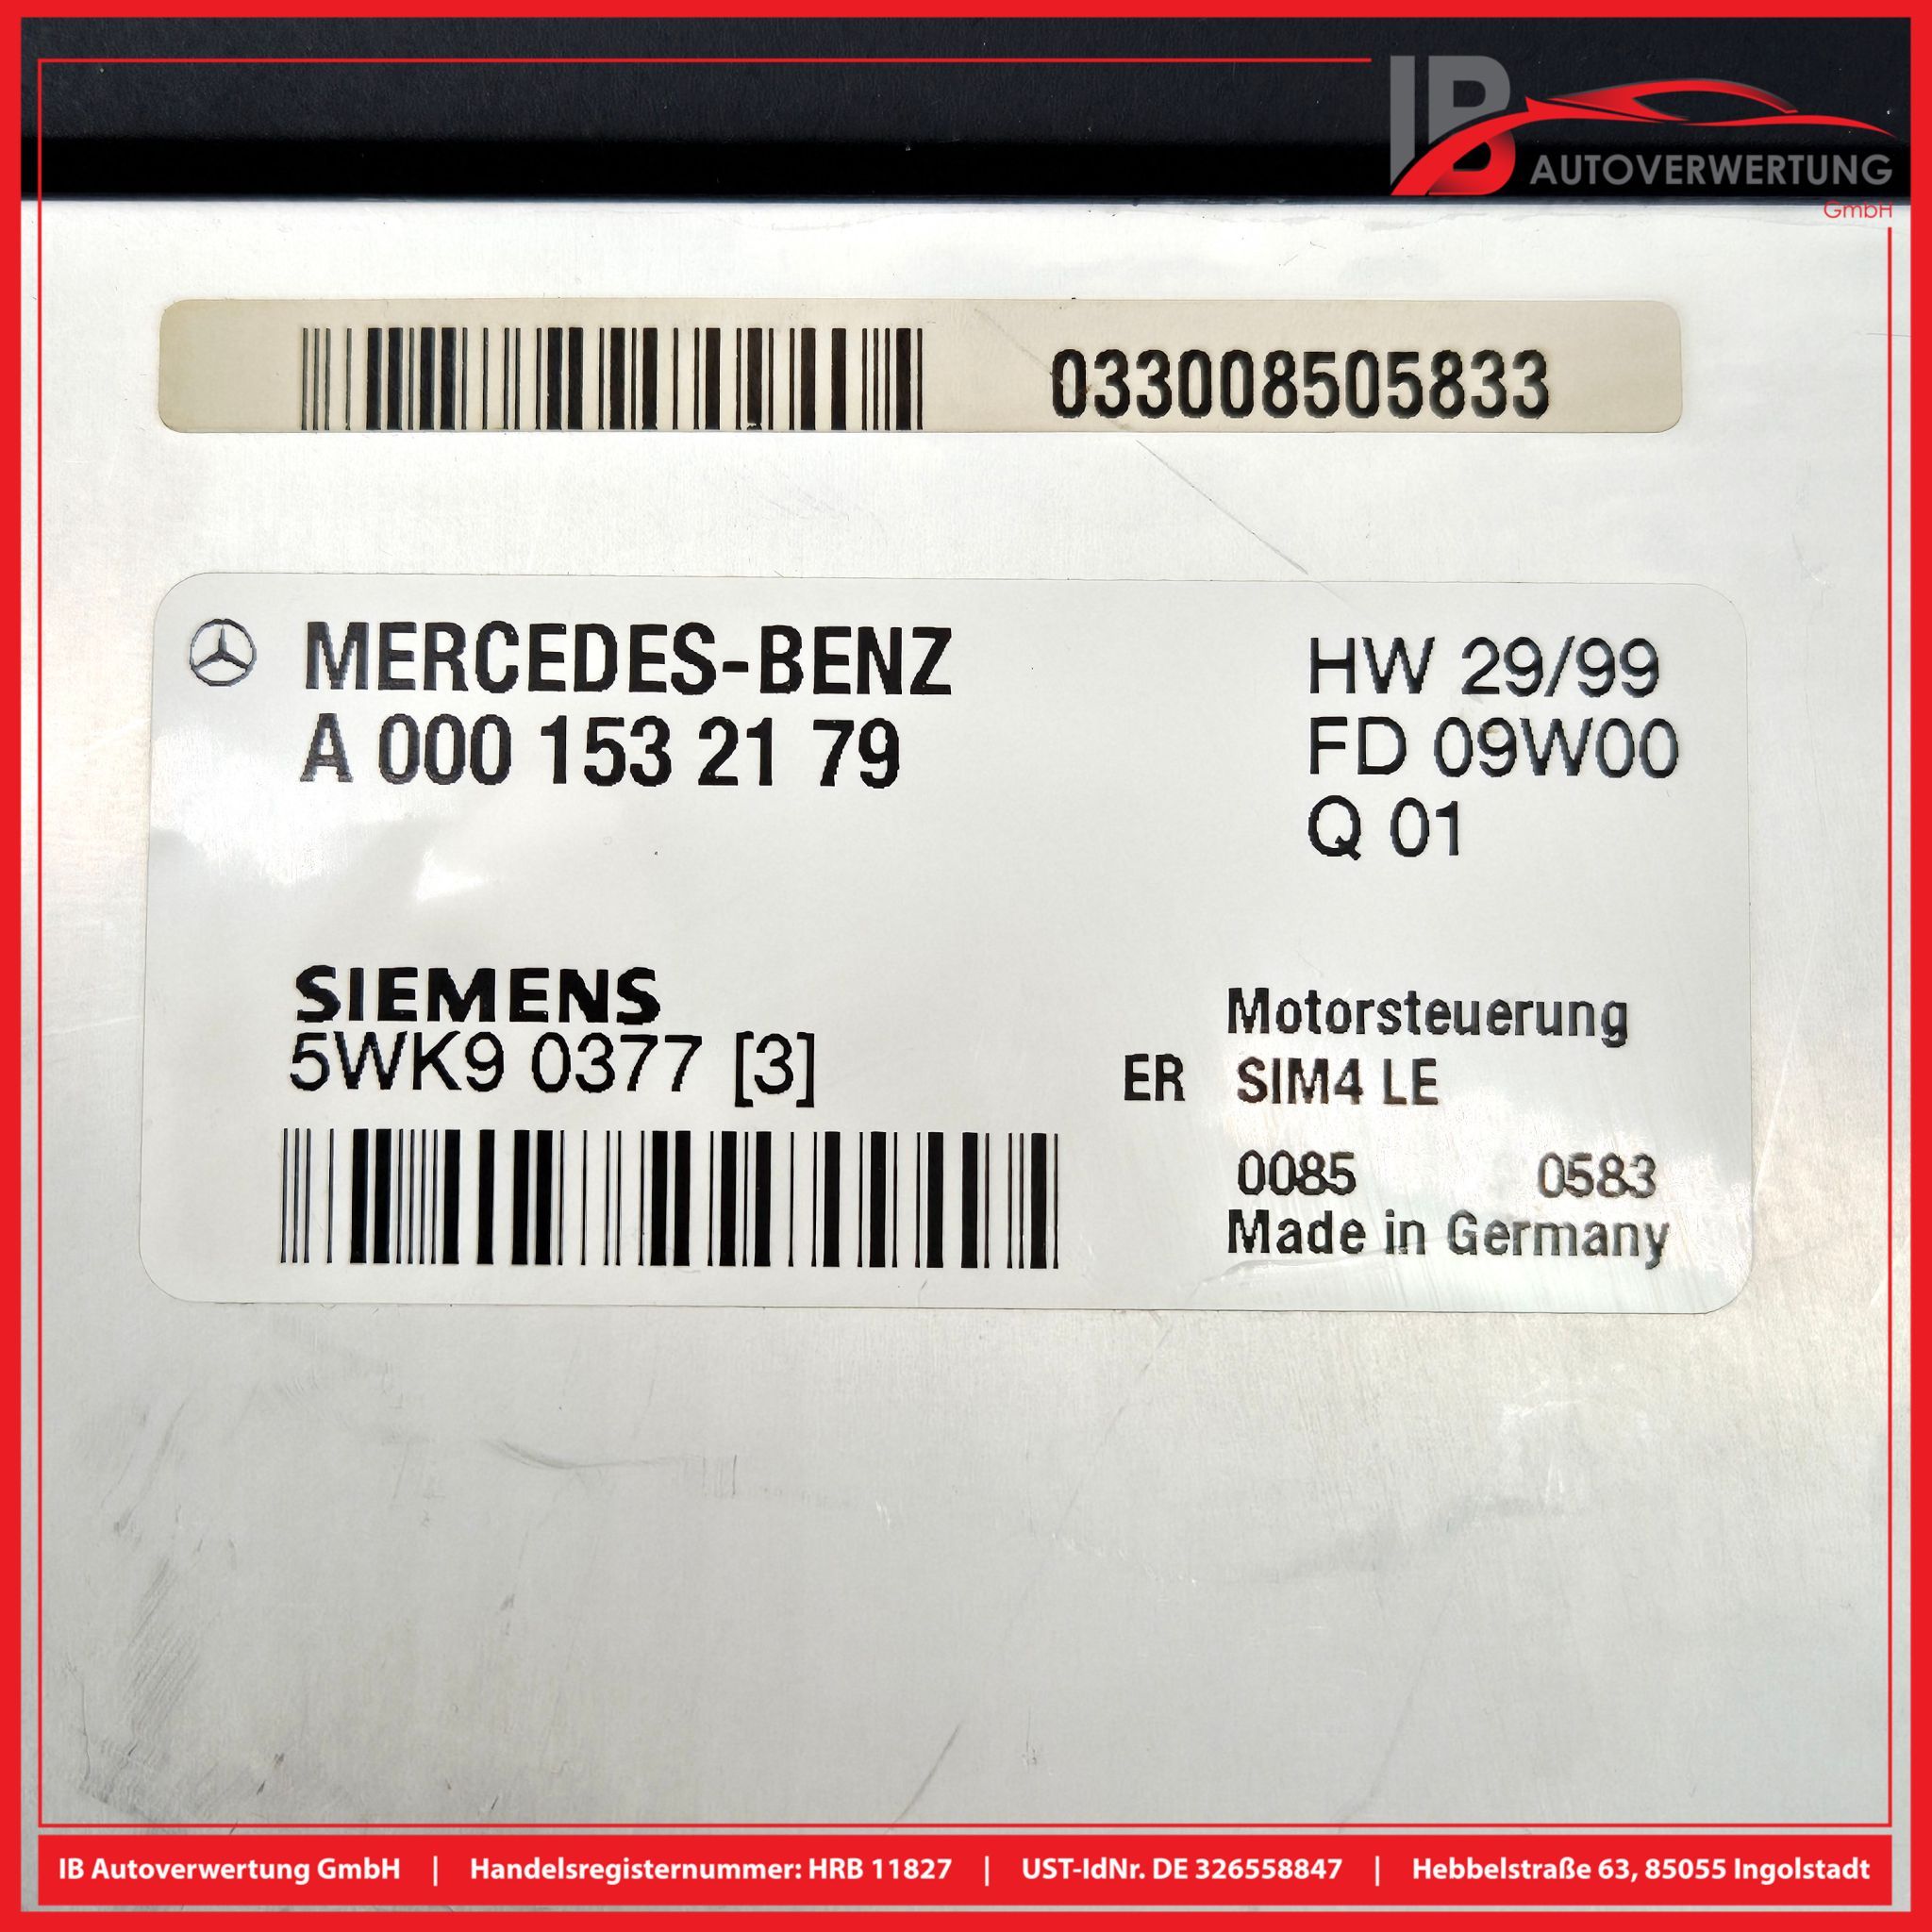 IB AUTOVERWERTUNG
GmbH
033008505833
MERCEDES-BENZ
A 000 153 21 79
HW 29/99
FD 09W00
Q 01
SIEMENS
5WK9 0377 [3]
Motorsteuerung
ER SIM4 LE
0085 0583
Made in Germany
IB Autoverwertung GmbH | Handelsregisternummer: HRB 11827 | UST-IdNr. DE 326558847 | Hebbelstraße 63, 85055 Ingolstadt